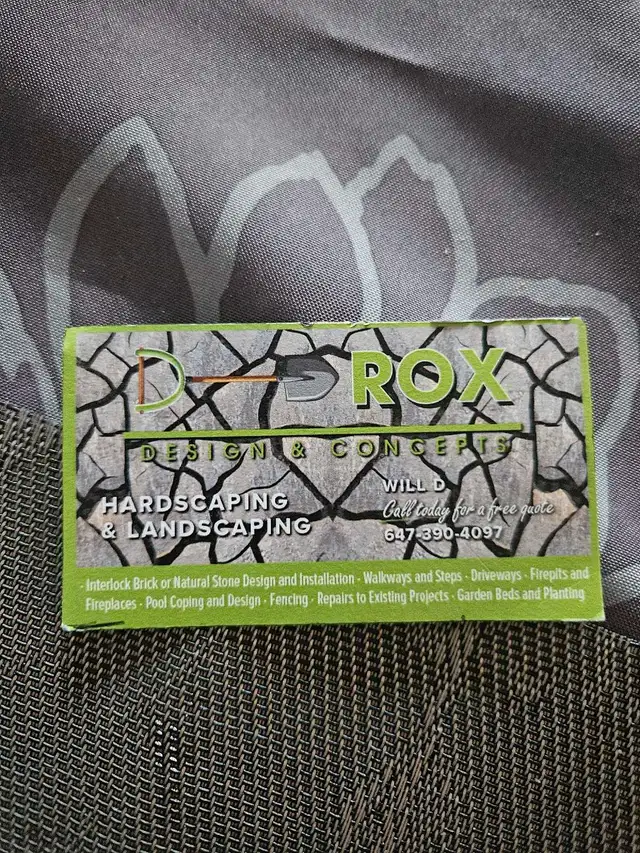 D ROX
DESIGN & CONCEPTS
HARDSCAPING
& LANDSCAPING
WILL D
Call today for a free quote
647-390-4097
· Interlock Brick or Natural Stone Design and Installation · Walkways and Steps · Driveways · Firepits and
Fireplaces · Pool Coping and Design · Fencing · Repairs to Existing Projects · Garden Beds and Planting